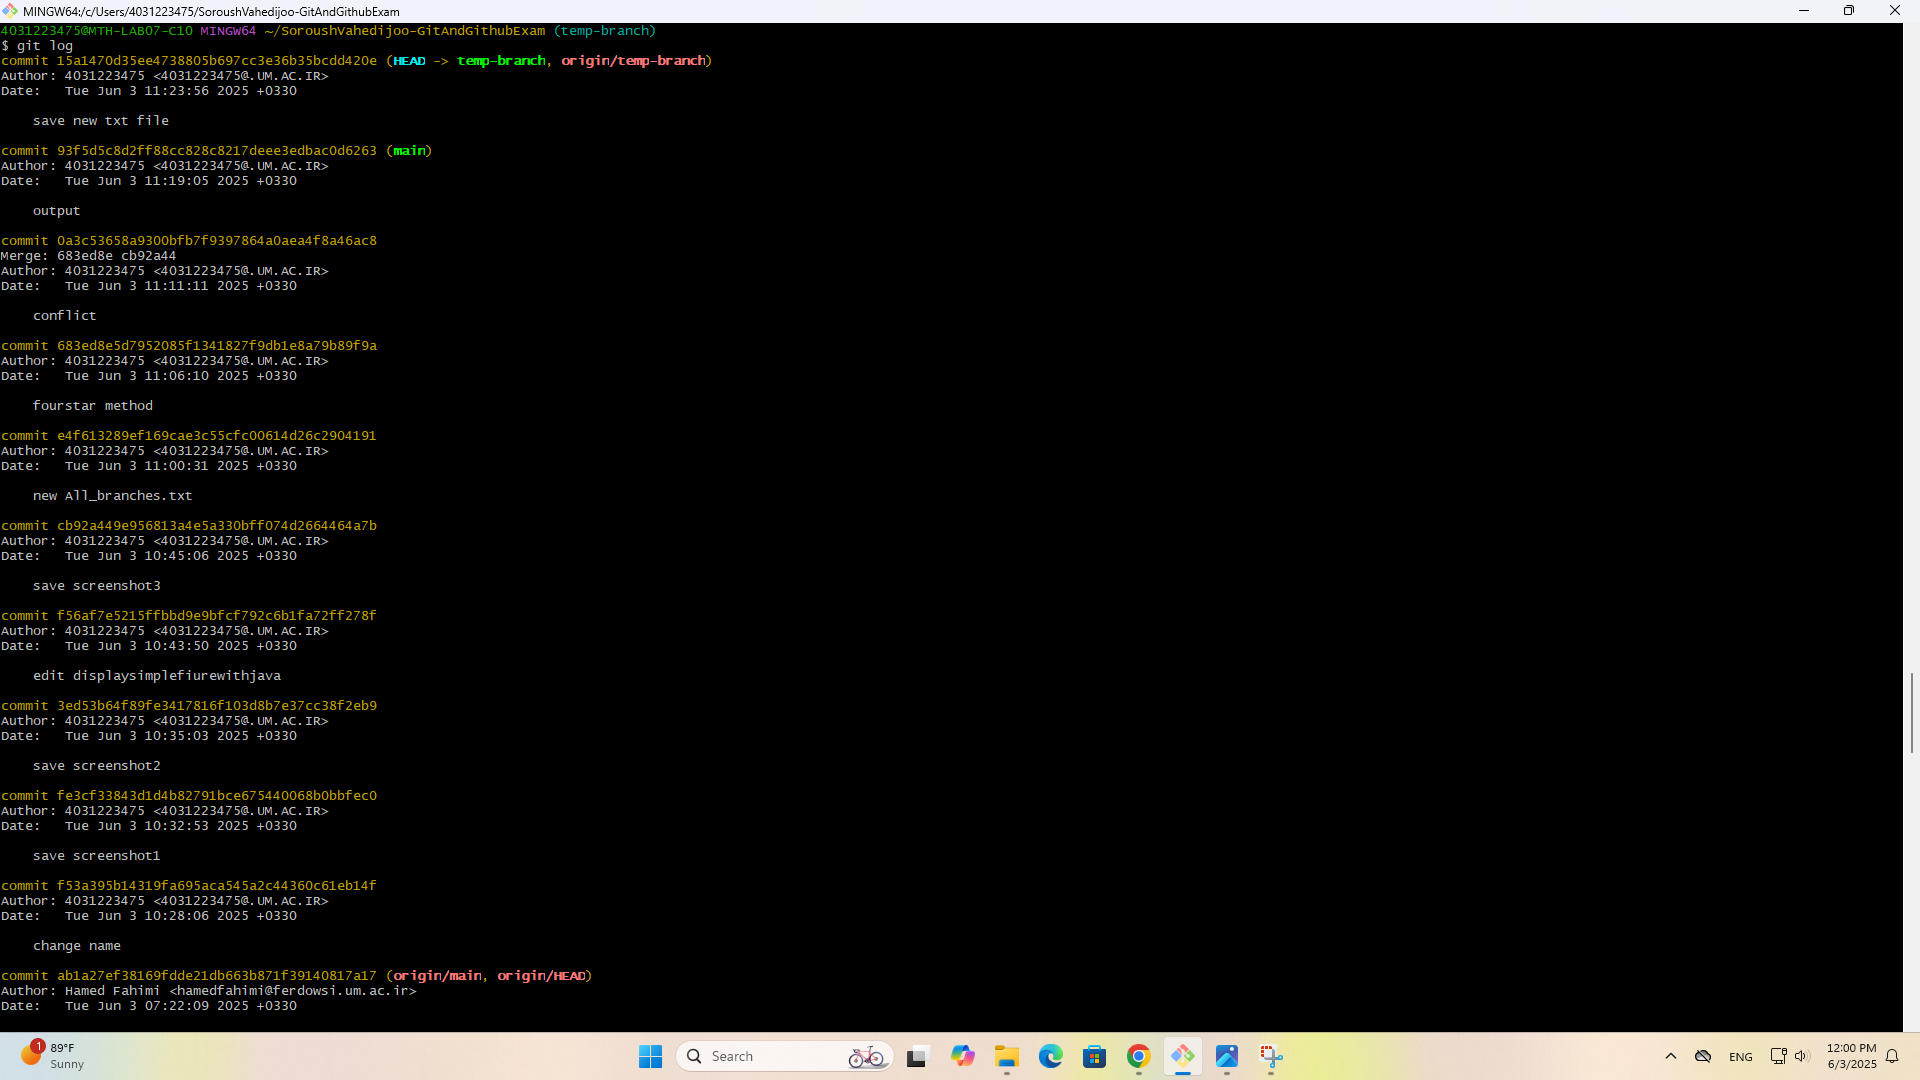 MINGW64:/c/Users/4031223475/SoroushVahedijoo-GitAndGithubExam
4031223475@MTH-LAB07-C10 MINGW64 ~/SoroushVahedijoo-GitAndGithubExam (temp-branch)
$ git log
commit 15a1470d35ee4738805b697cc3e36b35bcdd420e (HEAD -> temp-branch, origin/temp-branch)
Author: 4031223475 <4031223475@.UM.AC.IR>
Date:   Tue Jun 3 11:23:56 2025 +0330
    save new txt file
commit 93f5d5c8d2ff88cc828c8217deee3edbac0d6263 (main)
Author: 4031223475 <4031223475@.UM.AC.IR>
Date:   Tue Jun 3 11:19:05 2025 +0330
    output
commit 0a3c53658a9300bfb7f9397864a0aea4f8a46ac8
Merge: 683ed8e cb92a44
Author: 4031223475 <4031223475@.UM.AC.IR>
Date:   Tue Jun 3 11:11:11 2025 +0330
    conflict
commit 683ed8e5d7952085f1341827f9db1e8a79b89f9a
Author: 4031223475 <4031223475@.UM.AC.IR>
Date:   Tue Jun 3 11:06:10 2025 +0330
    fourstar method
commit e4f613289ef169cae3c55cfc00614d26c2904191
Author: 4031223475 <4031223475@.UM.AC.IR>
Date:   Tue Jun 3 11:00:31 2025 +0330
    new All_branches.txt
commit cb92a449e956813a4e5a330bff074d2664464a7b
Author: 4031223475 <4031223475@.UM.AC.IR>
Date:   Tue Jun 3 10:45:06 2025 +0330
    save screenshot3
commit f56af7e5215ffbbd9e9bfcf792c6b1fa72ff278f
Author: 4031223475 <4031223475@.UM.AC.IR>
Date:   Tue Jun 3 10:43:50 2025 +0330
    edit displaysimplefiurewithjava
commit 3ed53b64f89fe3417816f103d8b7e37cc38f2eb9
Author: 4031223475 <4031223475@.UM.AC.IR>
Date:   Tue Jun 3 10:35:03 2025 +0330
    save screenshot2
commit fe3cf33843d1d4b82791bce675440068b0bbfec0
Author: 4031223475 <4031223475@.UM.AC.IR>
Date:   Tue Jun 3 10:32:53 2025 +0330
    save screenshot1
commit f53a395b14319fa695aca545a2c44360c61eb14f
Author: 4031223475 <4031223475@.UM.AC.IR>
Date:   Tue Jun 3 10:28:06 2025 +0330
    change name
commit ab1a27ef38169fdde21db663b871f39140817a17 (origin/main, origin/HEAD)
Author: Hamed Fahimi <hamedfahimi@ferdowsi.um.ac.ir>
Date:   Tue Jun 3 07:22:09 2025 +0330
1
89°F
Sunny
Search
ENG
12:00 PM
6/3/2025